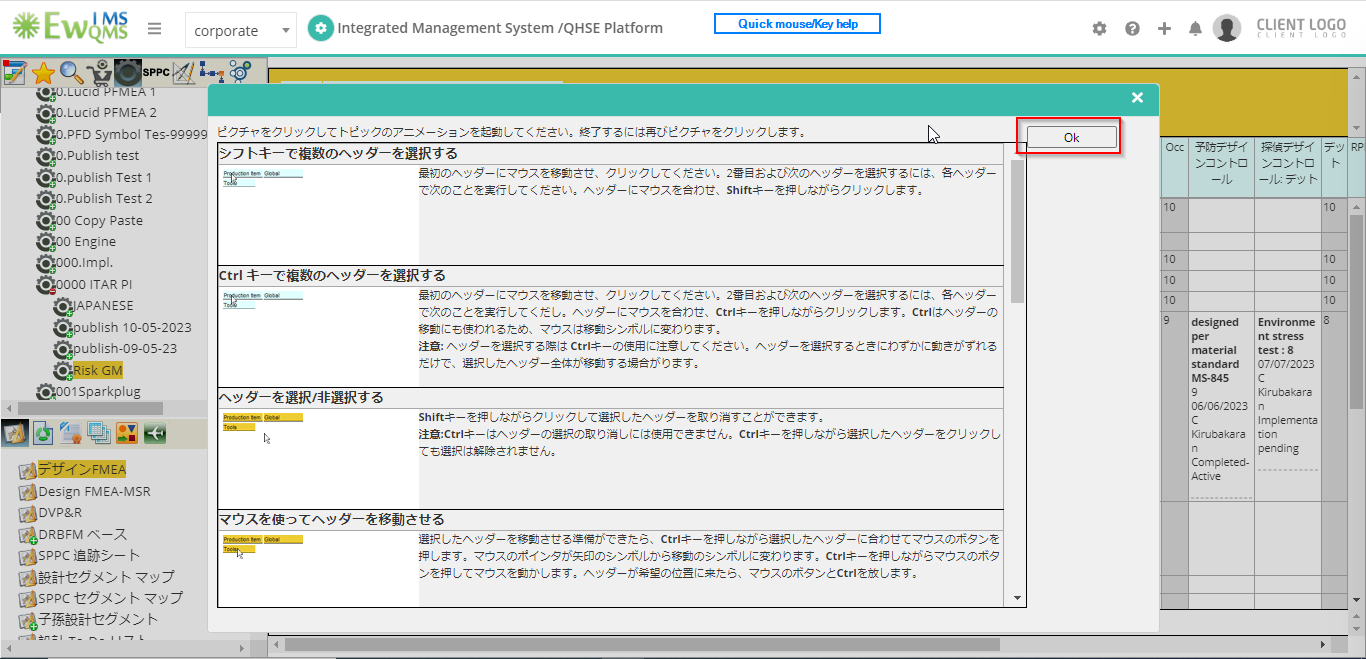 EwQMS IMS
corporate
Integrated Management System /QHSE Platform
Quick mouse/Key help
CLIENT LOGO
CLIENT LOGO
SPPC
0.Lucid PFMEA 1
0.Lucid PFMEA 2
0.PFD Symbol Tes-99999
0.Publish test
0.publish Test 1
0.Publish Test 2
00 Copy Paste
00 Engine
000.Impl.
0000 ITAR PI
JAPANESE
publish 10-05-2023
publish-09-05-23
Risk GM
001Sparkplug
デザインFMEA
Design FMEA-MSR
DVP&R
DRBFM ベース
SPPC 追跡シート
設計セグメント マップ
SPPC セグメント マップ
子孫設計セグメント
設計 To-Do リスト
ピクチャをクリックしてトピックのアニメーションを起動してください。終了するには再びピクチャをクリックします。
Ok
シフトキーで複数のヘッダーを選択する
Production Item Global
Tools
最初のヘッダーにマウスを移動させ、クリックしてください。2番目および次のヘッダーを選択するには、各ヘッダー
で次のことを実行してください。ヘッダーにマウスを合わせ、Shiftキーを押しながらクリックします。
Ctrl キーで複数のヘッダーを選択する
Production Item Global
Tools
最初のヘッダーにマウスを移動させ、クリックしてください。2番目および次のヘッダーを選択するには、各ヘッダー
で次のことを実行してくだし。ヘッダーにマウスを合わせ、Ctrlキーを押しながらクリックします。Ctrlはヘッダーの
移動にも使われるため、マウスは移動シンボルに変わります。
注意: ヘッダーを選択する際は Ctrlキーの使用に注意してください。ヘッダーを選択するときにわずかに動きがずれる
だけで、選択したヘッダー全体が移動する場合がります。
ヘッダーを選択/非選択する
Production Item Global
Tools
Shiftキーを押しながらクリックして選択したヘッダーを取り消すことができます。
注意:Ctrlキーはヘッダーの選択の取り消しには使用できません。Ctrlキーを押しながら選択したヘッダーをクリックし
ても選択は解除されません。
マウスを使ってヘッダーを移動させる
Production Item Global
Tools
選択したヘッダーを移動させる準備ができたら、Ctrlキーを押しながら選択したヘッダーに合わせてマウスのボタンを
押します。マウスのポインタが矢印のシンボルから移動のシンボルに変わります。Ctrlキーを押しながらマウスのボタ
ンを押してマウスを動かします。ヘッダーが希望の位置に来たら、マウスのボタンとCtrlを放します。
Occ
予防デザイ
ンコントロ
ール
探偵デザイ
ンコントロ
ール: デット
デッ
ト
RP
10
10
10
10
10
10
10
10
9
designed
per
material
standard
MS-845
9
06/06/2023
C
Kirubakara
n
Completed-
Active
Environme
nt stress
test : 8
07/07/2023
C
Kirubakara
n
Implementa
tion
pending
8